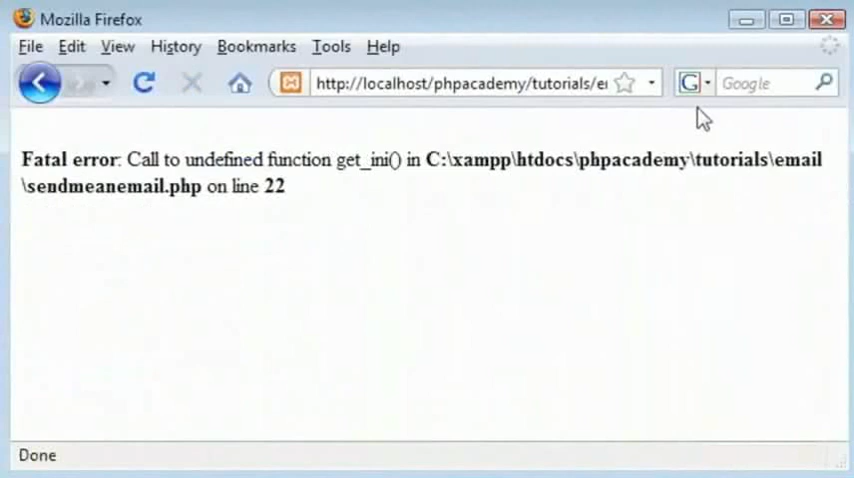 Mozilla Firefox
File Edit View History Bookmarks Tools Help
http://localhost/phpacademy/tutorials/e G Google
Fatal error: Call to undefined function get_ini() in C:\xampp\htdocs\phpacademy\tutorials\email
\sendmeanemail.php on line 22
Done